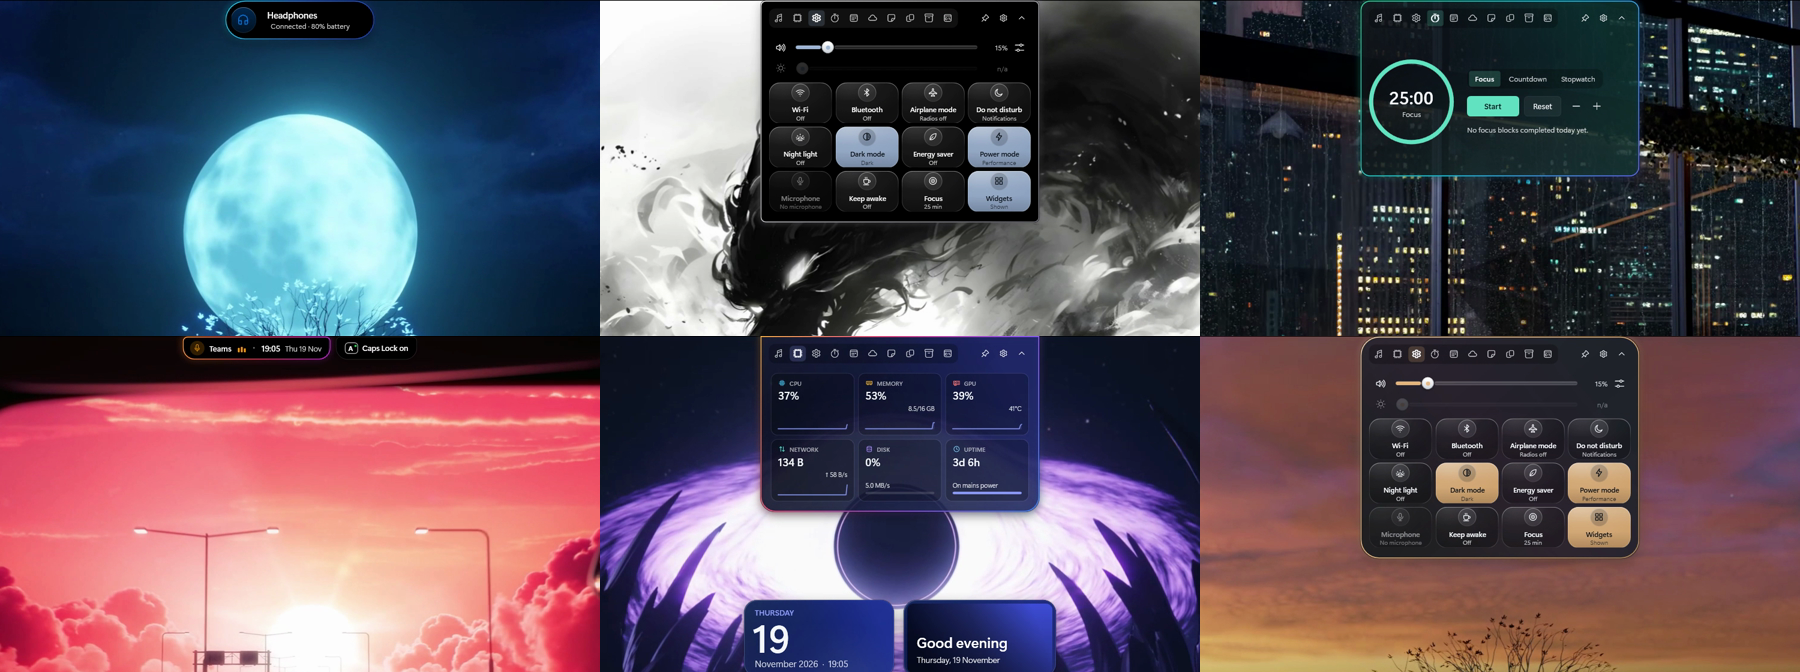 Headphones
Connected · 80% battery
15%
n/a
Wi-Fi
Off
Bluetooth
Off
Airplane mode
Radios off
Do not disturb
Notifications
Night light
Off
Dark mode
Dark
Energy saver
Off
Power mode
Performance
Microphone
No microphone
Keep awake
Off
Focus
25 min
Widgets
Shown
25:00
Focus
Focus
Countdown
Stopwatch
Start
Reset
No focus blocks completed today yet.
Teams · 19:05 Thu 19 Nov
Caps Lock on
CPU
37%
MEMORY
53%
8.5/16 GB
GPU
39%
41°C
NETWORK
134 B
↑ 58 B/s
DISK
0%
5.0 MB/s
UPTIME
3d 6h
On mains power
THURSDAY
19
November 2026 · 19:05
Good evening
Thursday, 19 November
15%
n/a
Wi-Fi
Off
Bluetooth
Off
Airplane mode
Radios off
Do not disturb
Notifications
Night light
Off
Dark mode
Dark
Energy saver
Off
Power mode
Performance
Microphone
No microphone
Keep awake
Off
Focus
25 min
Widgets
Shown